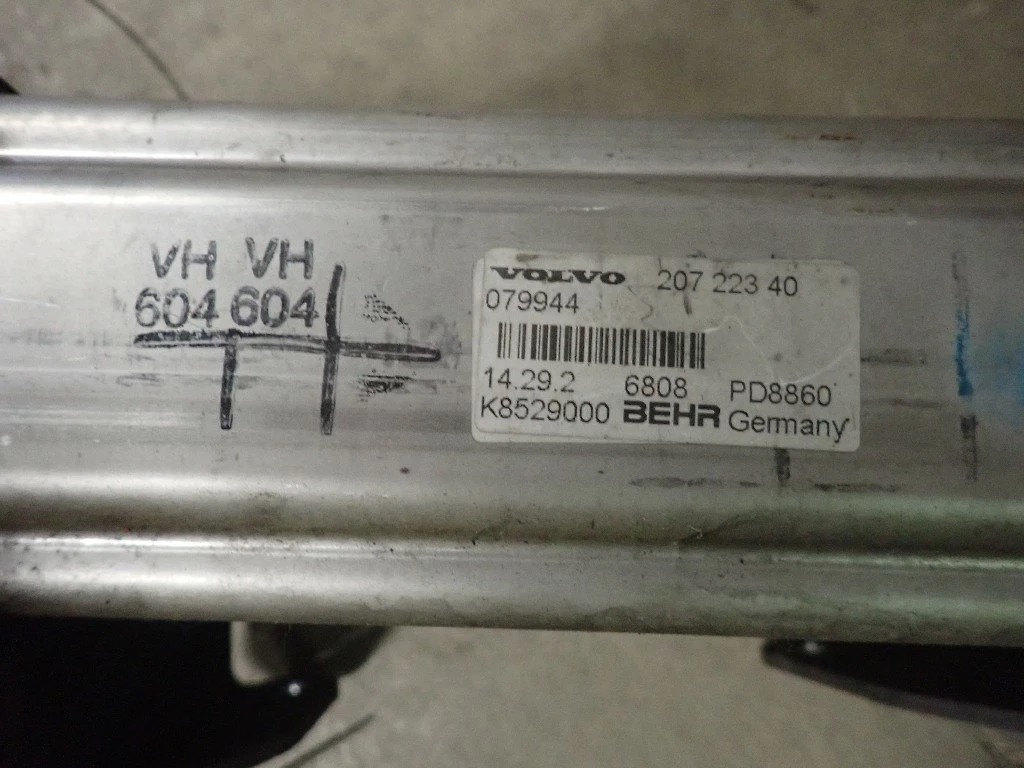 VH VH
604 604
VOLVO 207 223 40
079944
14.29.2 6808 PD8860
K8529000 BEHR Germany